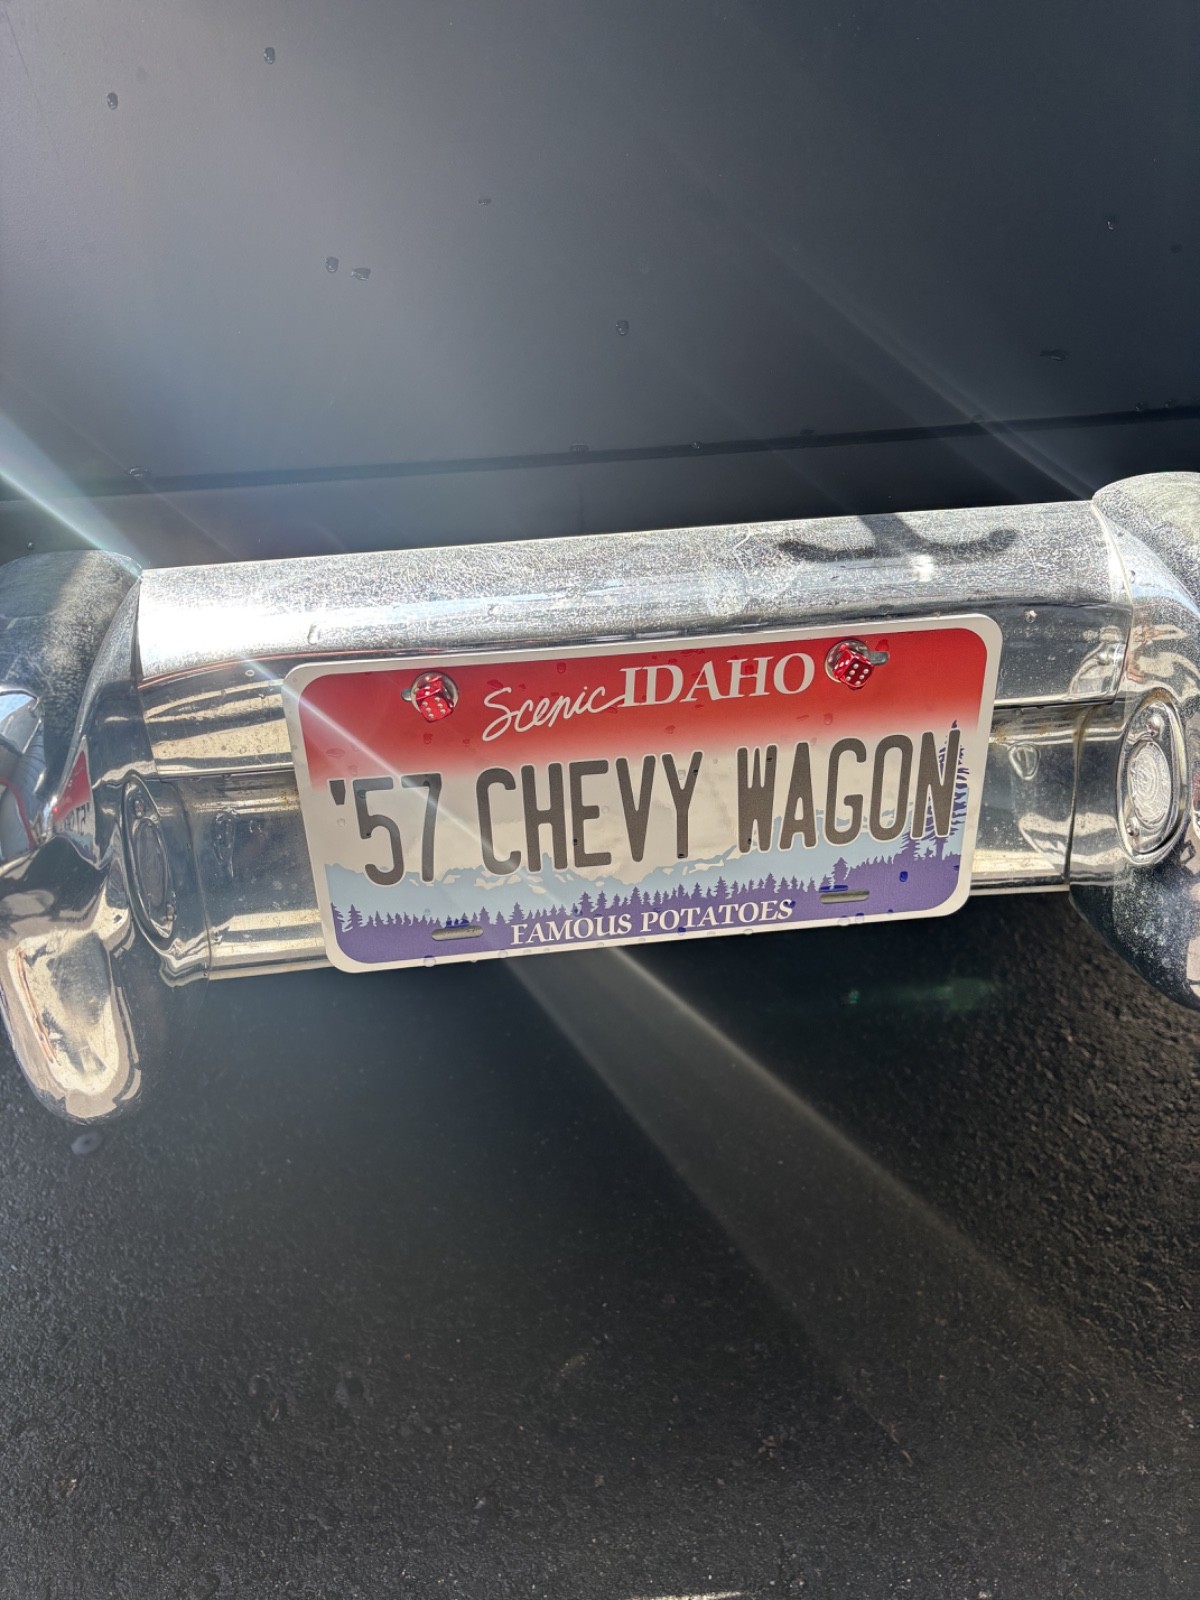 Scenic IDAHO
'57 CHEVY WAGON
FAMOUS POTATOES